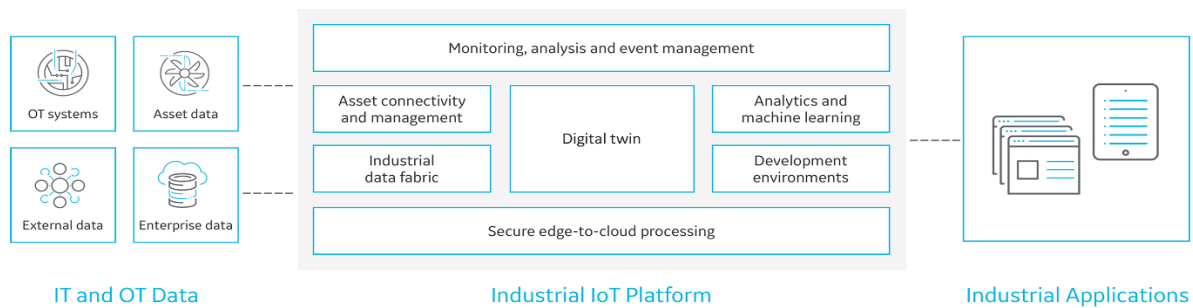 OT systems
Asset data
External data
Enterprise data
IT and OT Data
Monitoring, analysis and event management
Asset connectivity
and management
Industrial
data fabric
Digital twin
Analytics and
machine learning
Development
environments
Secure edge-to-cloud processing
Industrial IoT Platform
Industrial Applications